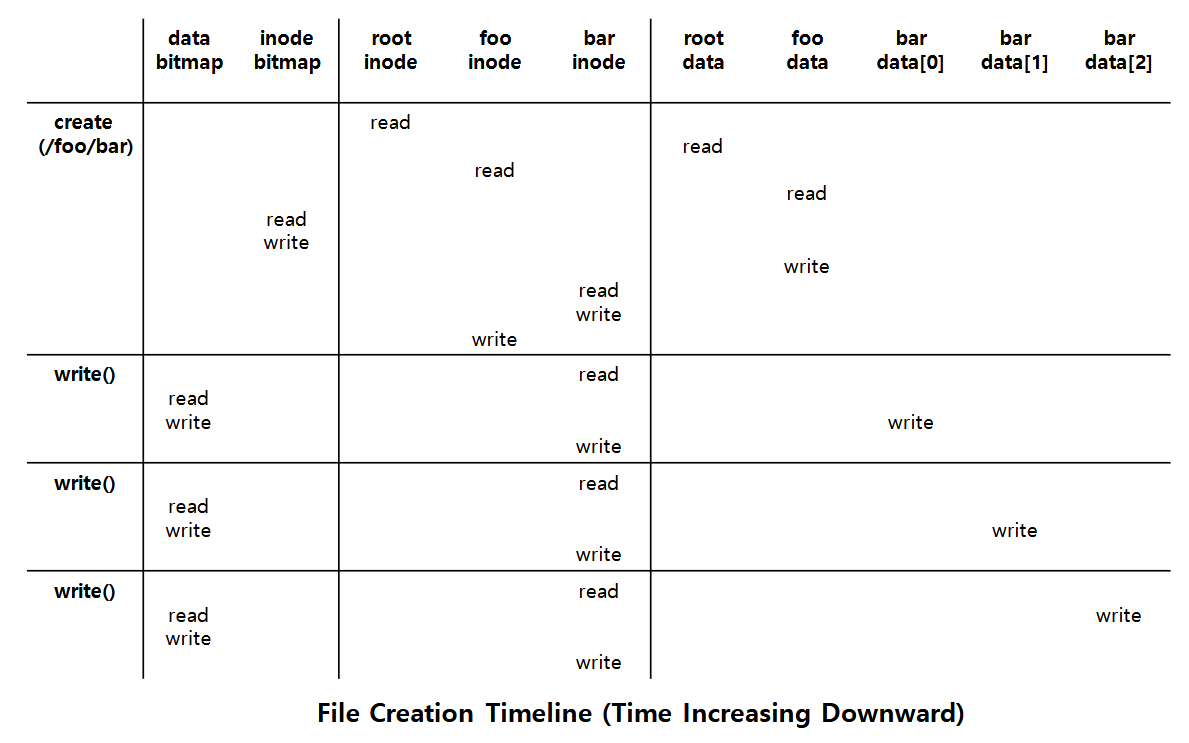 data bitmap inode bitmap root inode foo inode bar inode root data foo data bar data[0] bar data[1] bar data[2]
create (/foo/bar) read
read
read
read
read
write
write
read
write
write
write() read
read
write write
write
write() read
read
write write
write
write() read
read write
write
write
File Creation Timeline (Time Increasing Downward)